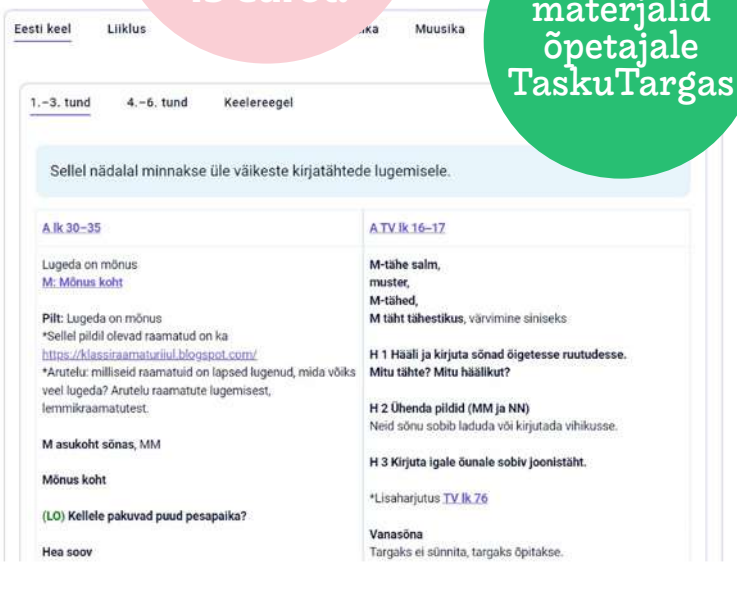 materjalid
õpetajale
TaskuTargas
Eesti keel Liiklus Muusika
1.–3. tund 4.–6. tund Keelereegel
Sellel nädalal minnakse üle väikeste kirjatähtede lugemisele.
A lk 30–35
Lugeda on mõnus
M: Mõnus koht
Pilt: Lugeda on mõnus
*Sellel pildil olevad raamatud on ka
https://klassiraamaturiiul.blogspot.com/
*Arutelu: milliseid raamatuid on lapsed lugenud, mida võiks
veel lugeda? Arutelu raamatute lugemisest,
lemmikraamatutest.
M asukoht sõnas, MM
Mõnus koht
(LO) Kellele pakuvad puud pesapaika?
Hea soov
A TV lk 16–17
M-tähe salm,
muster,
M-tähed,
M täht tähestikus, värvimine siniseks
H 1 Hääli ja kirjuta sõnad õigetesse ruutudesse.
Mitu tähte? Mitu häälikut?
H 2 Ühenda pildid (MM ja NN)
Neid sõnu sobib laduda või kirjutada vihikusse.
H 3 Kirjuta igale õunale sobiv joonistäht.
*Lisaharjutus TV lk 76
Vanasõna
Targaks ei sünnita, targaks õpitakse.